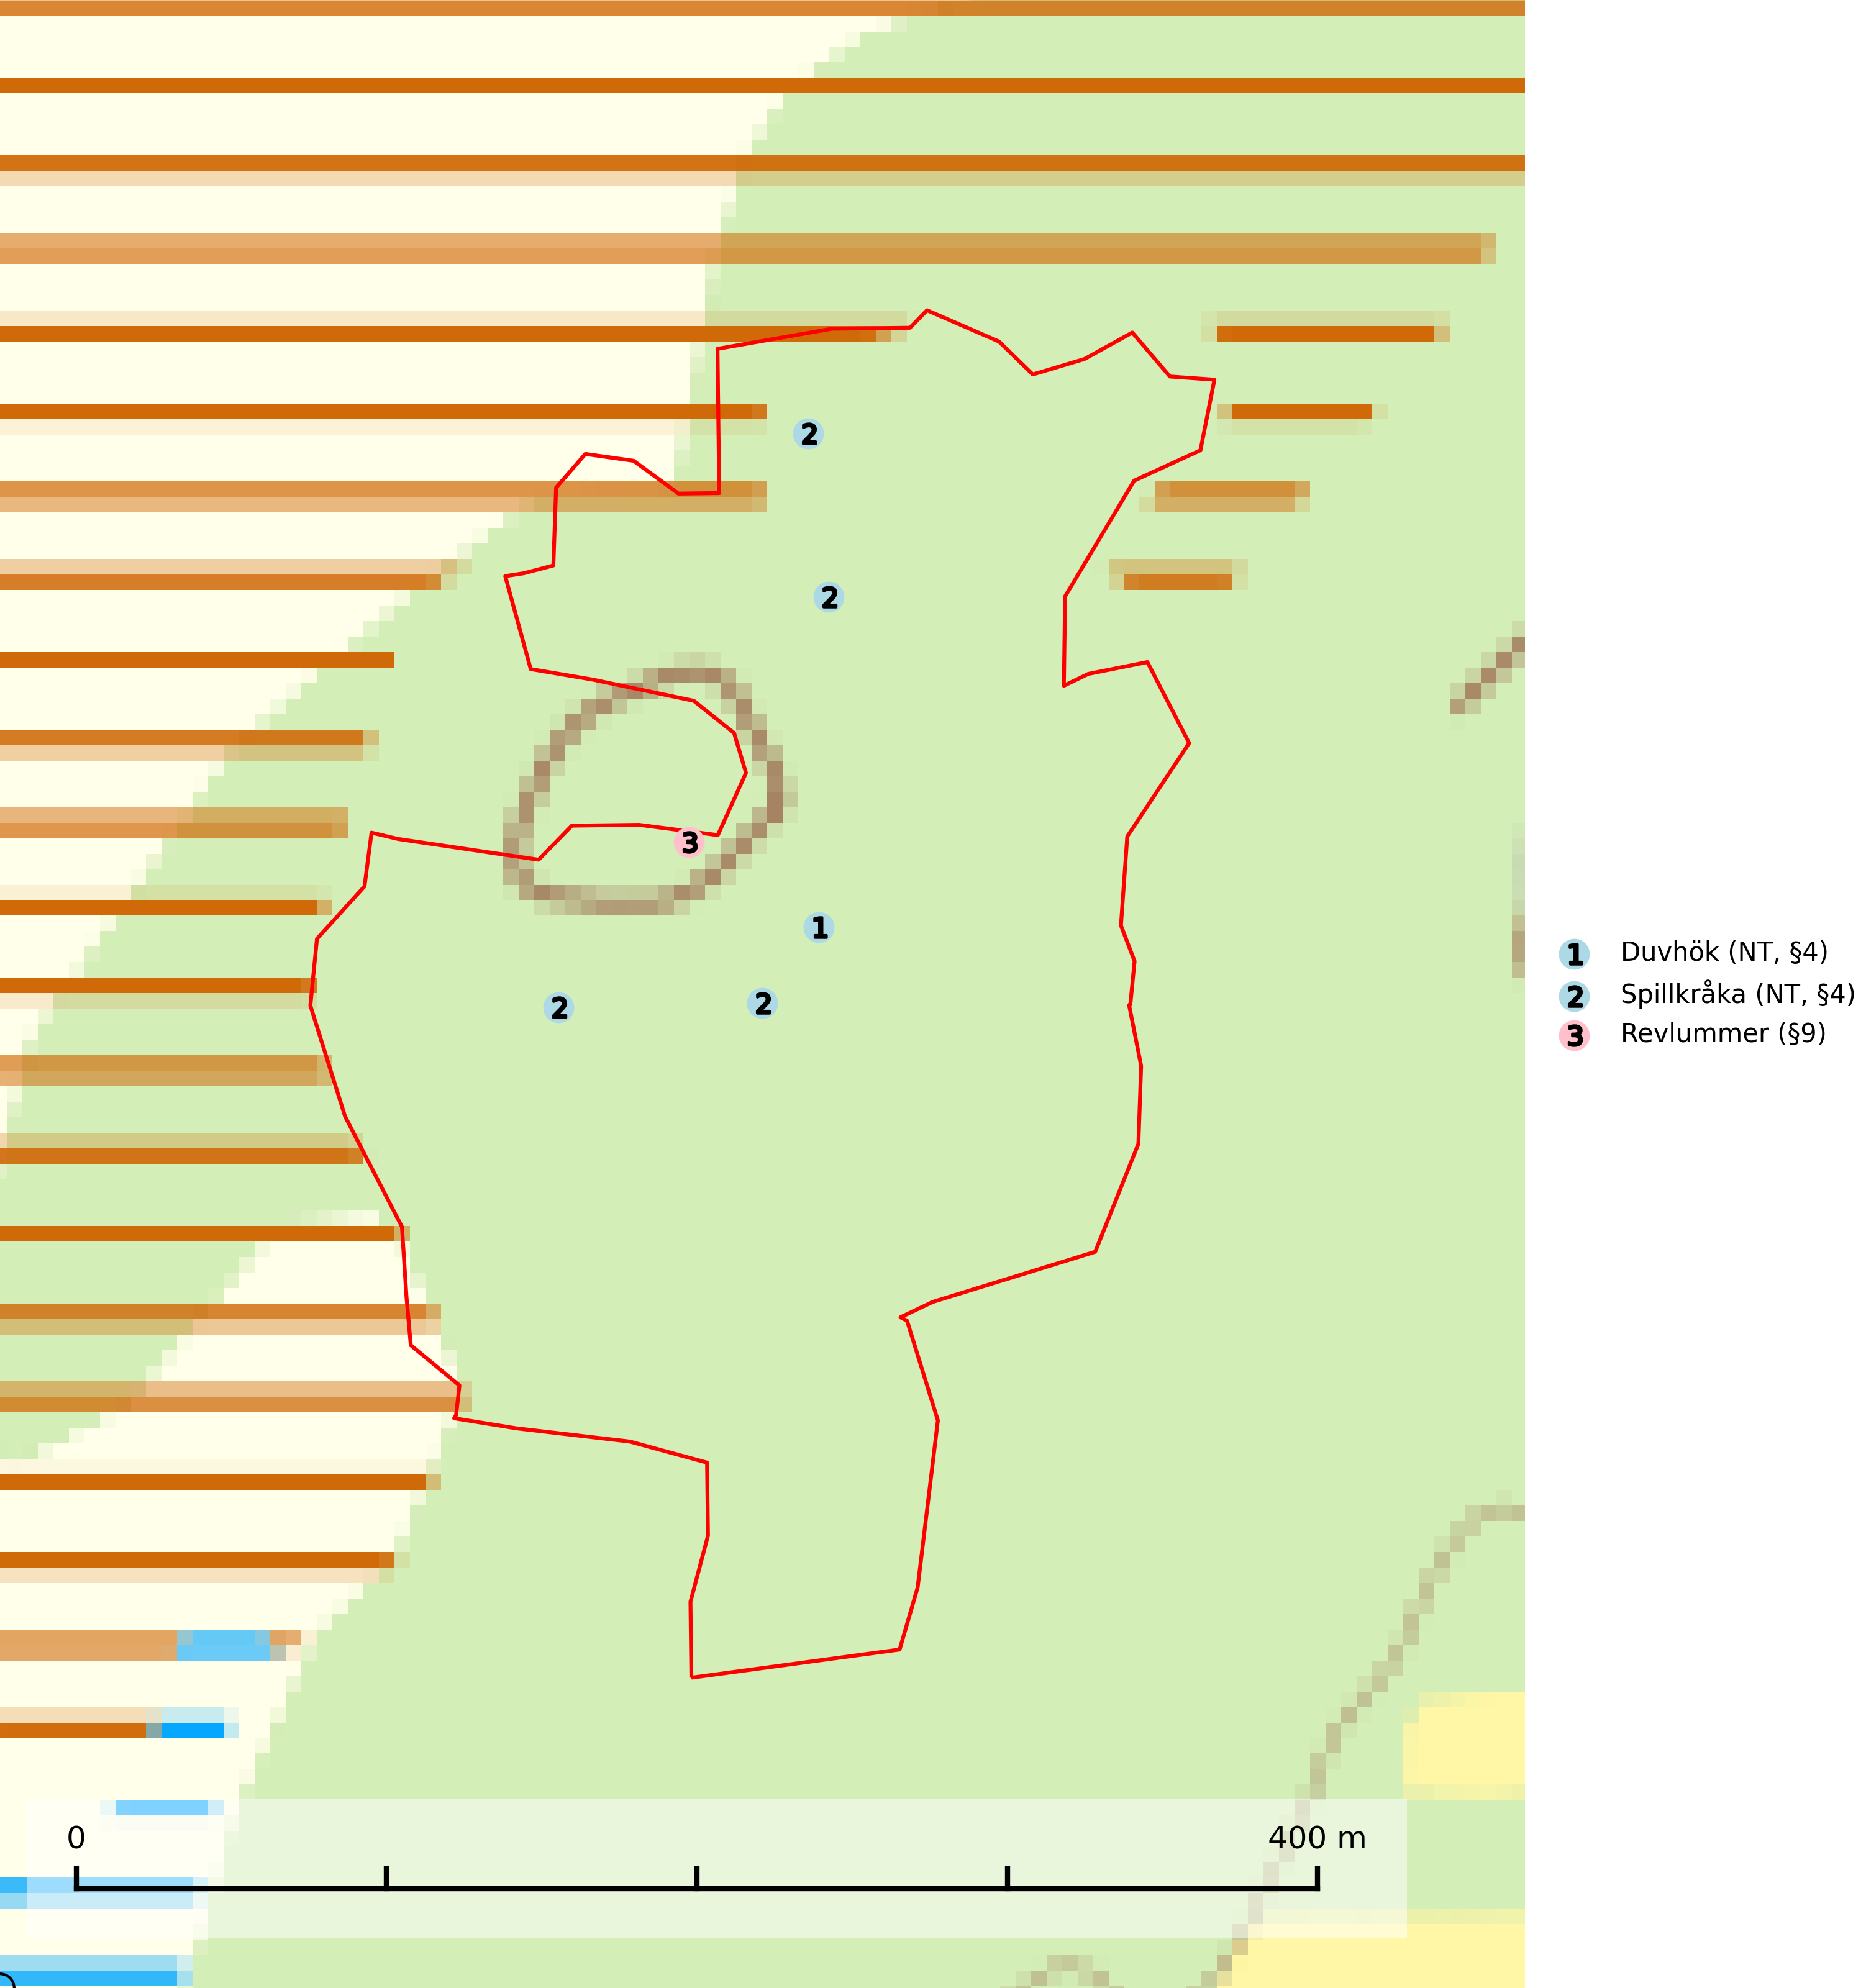 2
2
3
1
2
2
1 Duvhök (NT, §4)
2 Spillkråka (NT, §4)
3 Revlummer (§9)
0 400 m